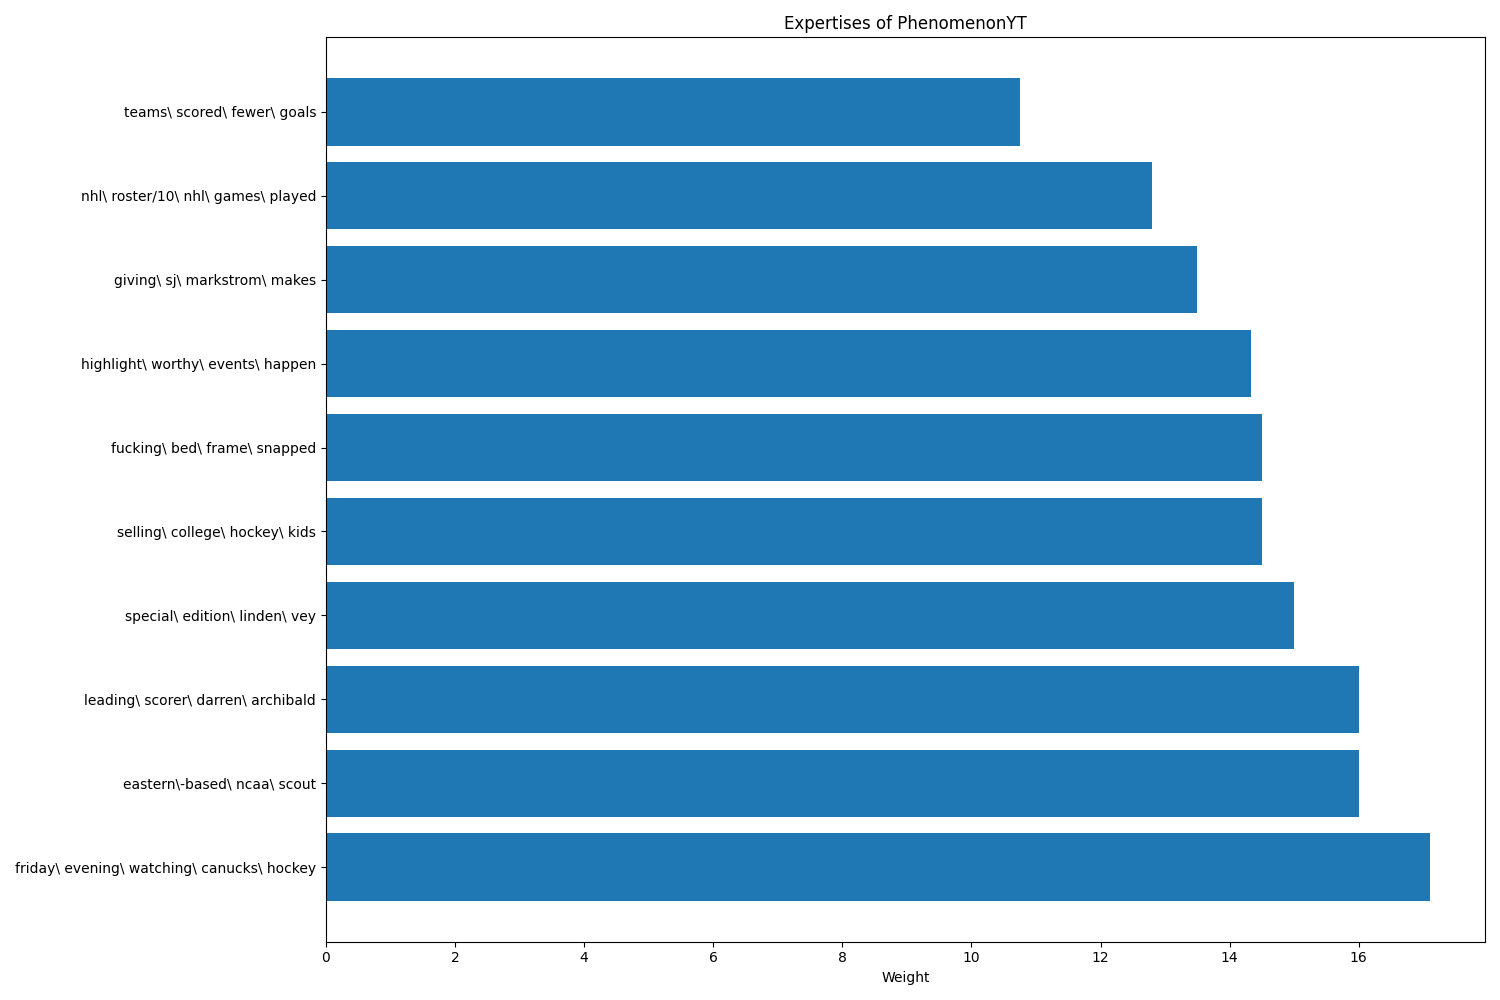 Expertises of PhenomenonYT
teams\ scored\ fewer\ goals
nhl\ roster/10\ nhl\ games\ played
giving\ sj\ markstrom\ makes
highlight\ worthy\ events\ happen
fucking\ bed\ frame\ snapped
selling\ college\ hockey\ kids
special\ edition\ linden\ vey
leading\ scorer\ darren\ archibald
eastern\-based\ ncaa\ scout
friday\ evening\ watching\ canucks\ hockey
0 2 4 6 8 10 12 14 16
Weight